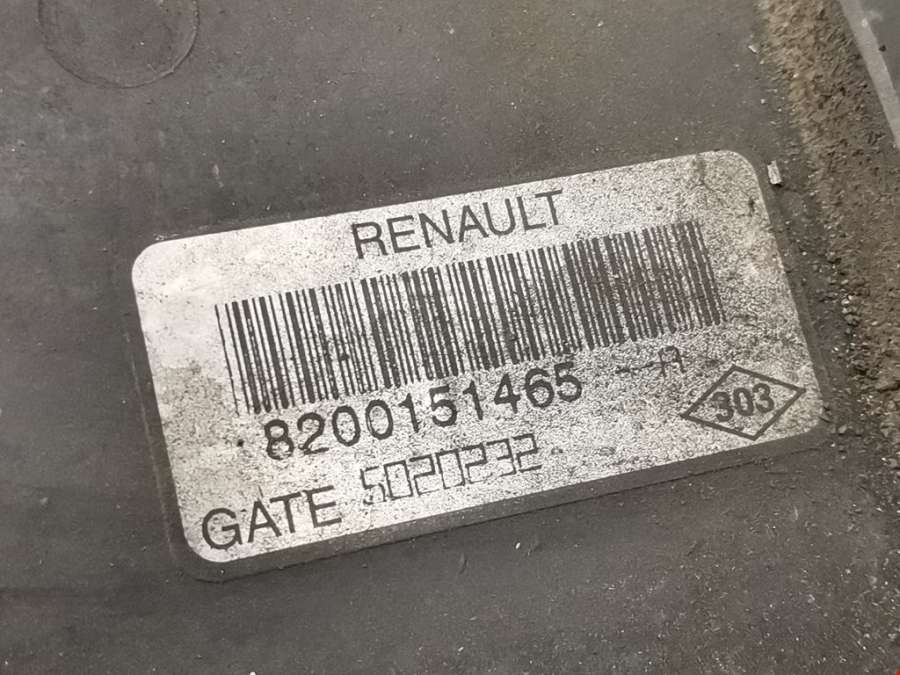 RENAULT
8200151465 --A
303
GATE 5020232